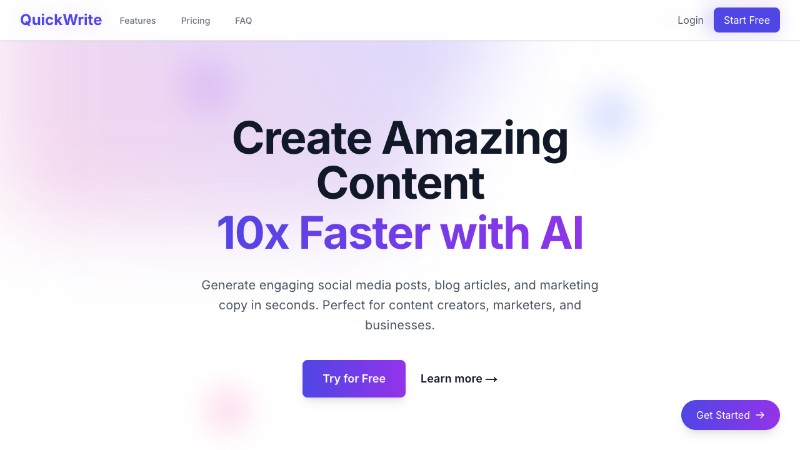 QuickWrite
Features
Pricing
FAQ
Login
Start Free
Create Amazing
Content
10x Faster with AI
Generate engaging social media posts, blog articles, and marketing
copy in seconds. Perfect for content creators, marketers, and
businesses.
Try for Free
Learn more →
Get Started →